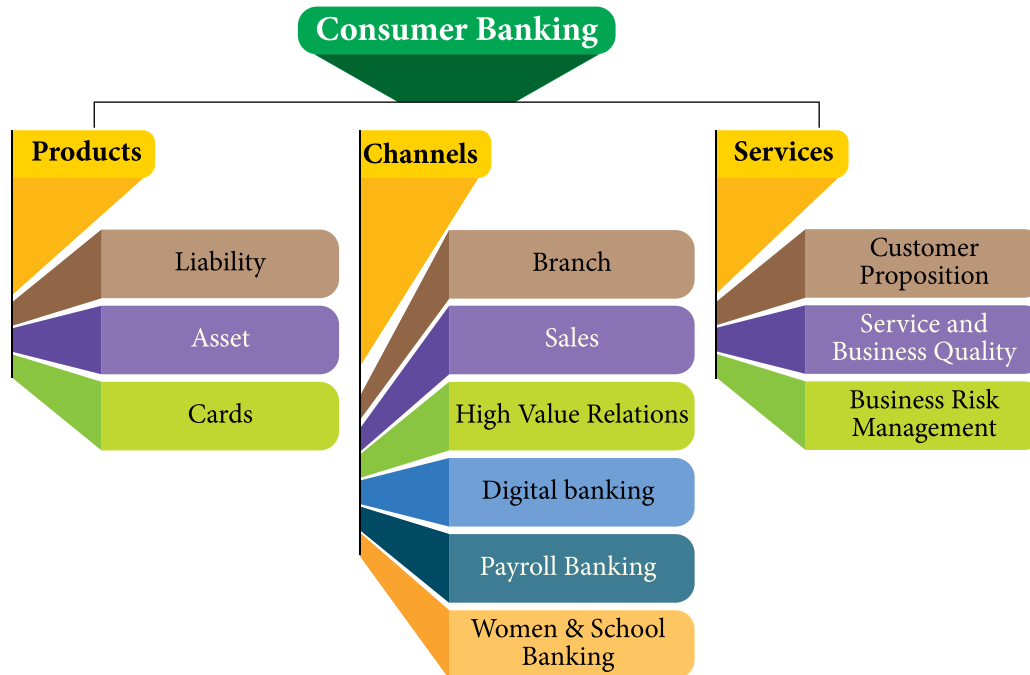 Consumer Banking
Products
Liability
Asset
Cards
Channels
Branch
Sales
High Value Relations
Digital banking
Payroll Banking
Women & School
Banking
Services
Customer
Proposition
Service and
Business Quality
Business Risk
Management